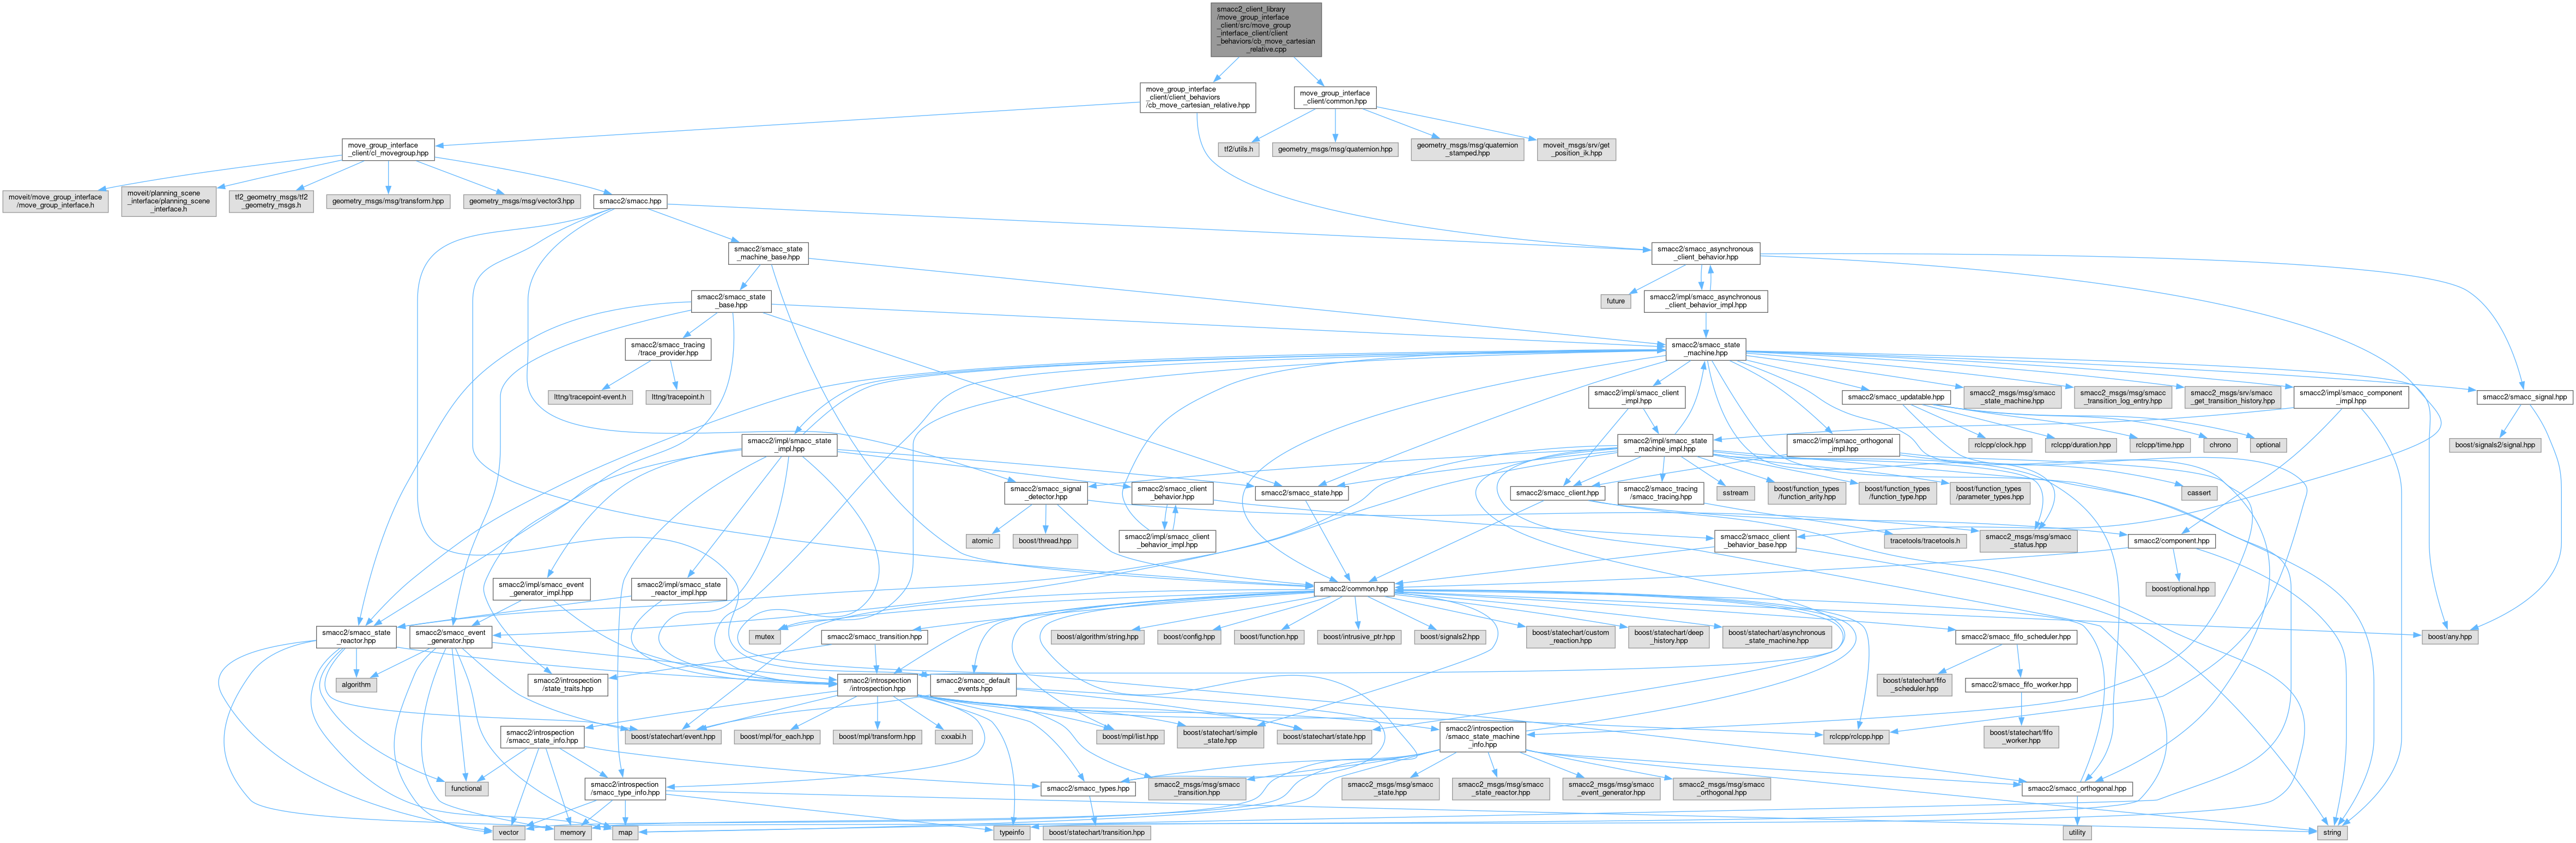 smacc2_client_library
/move_group_interface
_client/src/move_group
_interface_client/client
_behaviors/cb_move_cartesian
_relative.cpp
move_group_interface
_client/client_behaviors
/cb_move_cartesian_relative.hpp
move_group_interface
_client/common.hpp
move_group_interface
_client/cl_movegroup.hpp
tf2/utils.h
geometry_msgs/msg/quaternion.hpp
geometry_msgs/msg/quaternion
_stamped.hpp
moveit_msgs/srv/get
_position_ik.hpp
moveit/move_group_interface
/move_group_interface.h
moveit/planning_scene
_interface/planning_scene
_interface.h
tf2_geometry_msgs/tf2
_geometry_msgs.h
geometry_msgs/msg/transform.hpp
geometry_msgs/msg/vector3.hpp
smacc2/smacc.hpp
smacc2/smacc_state
_machine_base.hpp
smacc2/smacc_asynchronous
_client_behavior.hpp
smacc2/smacc_state
_base.hpp
future
smacc2/impl/smacc_asynchronous
_client_behavior_impl.hpp
smacc2/smacc_tracing
/trace_provider.hpp
smacc2/smacc_state
_machine.hpp
lttng/tracepoint-event.h
lttng/tracepoint.h
smacc2/impl/smacc_client
_impl.hpp
smacc2/smacc_updatable.hpp
smacc2_msgs/msg/smacc
_state_machine.hpp
smacc2_msgs/msg/smacc
_transition_log_entry.hpp
smacc2_msgs/srv/smacc
_get_transition_history.hpp
smacc2/impl/smacc_component
_impl.hpp
smacc2/smacc_signal.hpp
smacc2/impl/smacc_state
_impl.hpp
smacc2/impl/smacc_state
_machine_impl.hpp
smacc2/impl/smacc_orthogonal
_impl.hpp
rclcpp/clock.hpp
rclcpp/duration.hpp
rclcpp/time.hpp
chrono
optional
boost/signals2/signal.hpp
smacc2/smacc_signal
_detector.hpp
smacc2/smacc_client
_behavior.hpp
smacc2/smacc_state.hpp
smacc2/smacc_client.hpp
smacc2/smacc_tracing
/smacc_tracing.hpp
sstream
boost/function_types
/function_arity.hpp
boost/function_types
/function_type.hpp
boost/function_types
/parameter_types.hpp
cassert
atomic
boost/thread.hpp
smacc2/impl/smacc_client
_behavior_impl.hpp
smacc2/smacc_client
_behavior_base.hpp
tracetools/tracetools.h
smacc2_msgs/msg/smacc
_status.hpp
smacc2/component.hpp
smacc2/impl/smacc_event
_generator_impl.hpp
smacc2/impl/smacc_state
_reactor_impl.hpp
smacc2/common.hpp
boost/optional.hpp
smacc2/smacc_state
_reactor.hpp
smacc2/smacc_event
_generator.hpp
mutex
smacc2/smacc_transition.hpp
boost/algorithm/string.hpp
boost/config.hpp
boost/function.hpp
boost/intrusive_ptr.hpp
boost/signals2.hpp
boost/statechart/custom
_reaction.hpp
boost/statechart/deep
_history.hpp
boost/statechart/asynchronous
_state_machine.hpp
smacc2/smacc_fifo_scheduler.hpp
boost/any.hpp
algorithm
smacc2/introspection
/state_traits.hpp
smacc2/introspection
/introspection.hpp
smacc2/smacc_default
_events.hpp
boost/statechart/fifo
_scheduler.hpp
smacc2/smacc_fifo_worker.hpp
smacc2/introspection
/smacc_state_info.hpp
boost/statechart/event.hpp
boost/mpl/for_each.hpp
boost/mpl/transform.hpp
cxxabi.h
boost/mpl/list.hpp
boost/statechart/simple
_state.hpp
boost/statechart/state.hpp
smacc2/introspection
/smacc_state_machine
_info.hpp
rclcpp/rclcpp.hpp
boost/statechart/fifo
_worker.hpp
functional
smacc2/introspection
/smacc_type_info.hpp
smacc2/smacc_types.hpp
smacc2_msgs/msg/smacc
_transition.hpp
smacc2_msgs/msg/smacc
_state.hpp
smacc2_msgs/msg/smacc
_state_reactor.hpp
smacc2_msgs/msg/smacc
_event_generator.hpp
smacc2_msgs/msg/smacc
_orthogonal.hpp
smacc2/smacc_orthogonal.hpp
vector
memory
map
typeinfo
boost/statechart/transition.hpp
utility
string